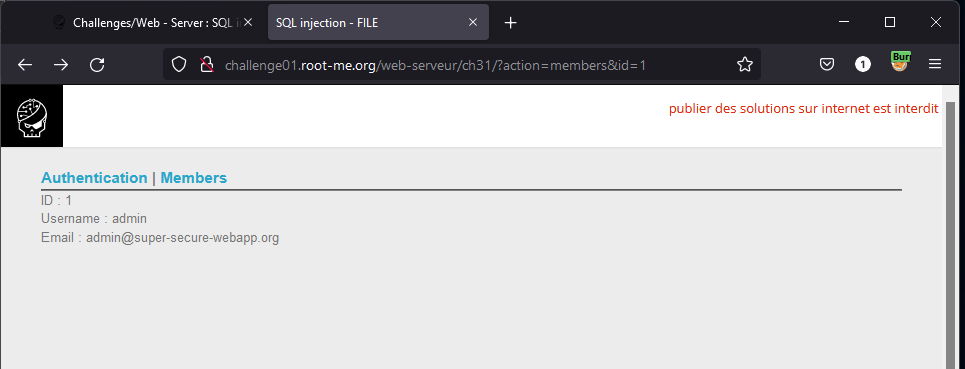 Challenges/Web - Server : SQL in
SQL injection - FILE
challenge01.root-me.org/web-serveur/ch31/?action=members&id=1
1
Bur
publier des solutions sur internet est interdit
Authentication | Members
ID : 1
Username : admin
Email : admin@super-secure-webapp.org